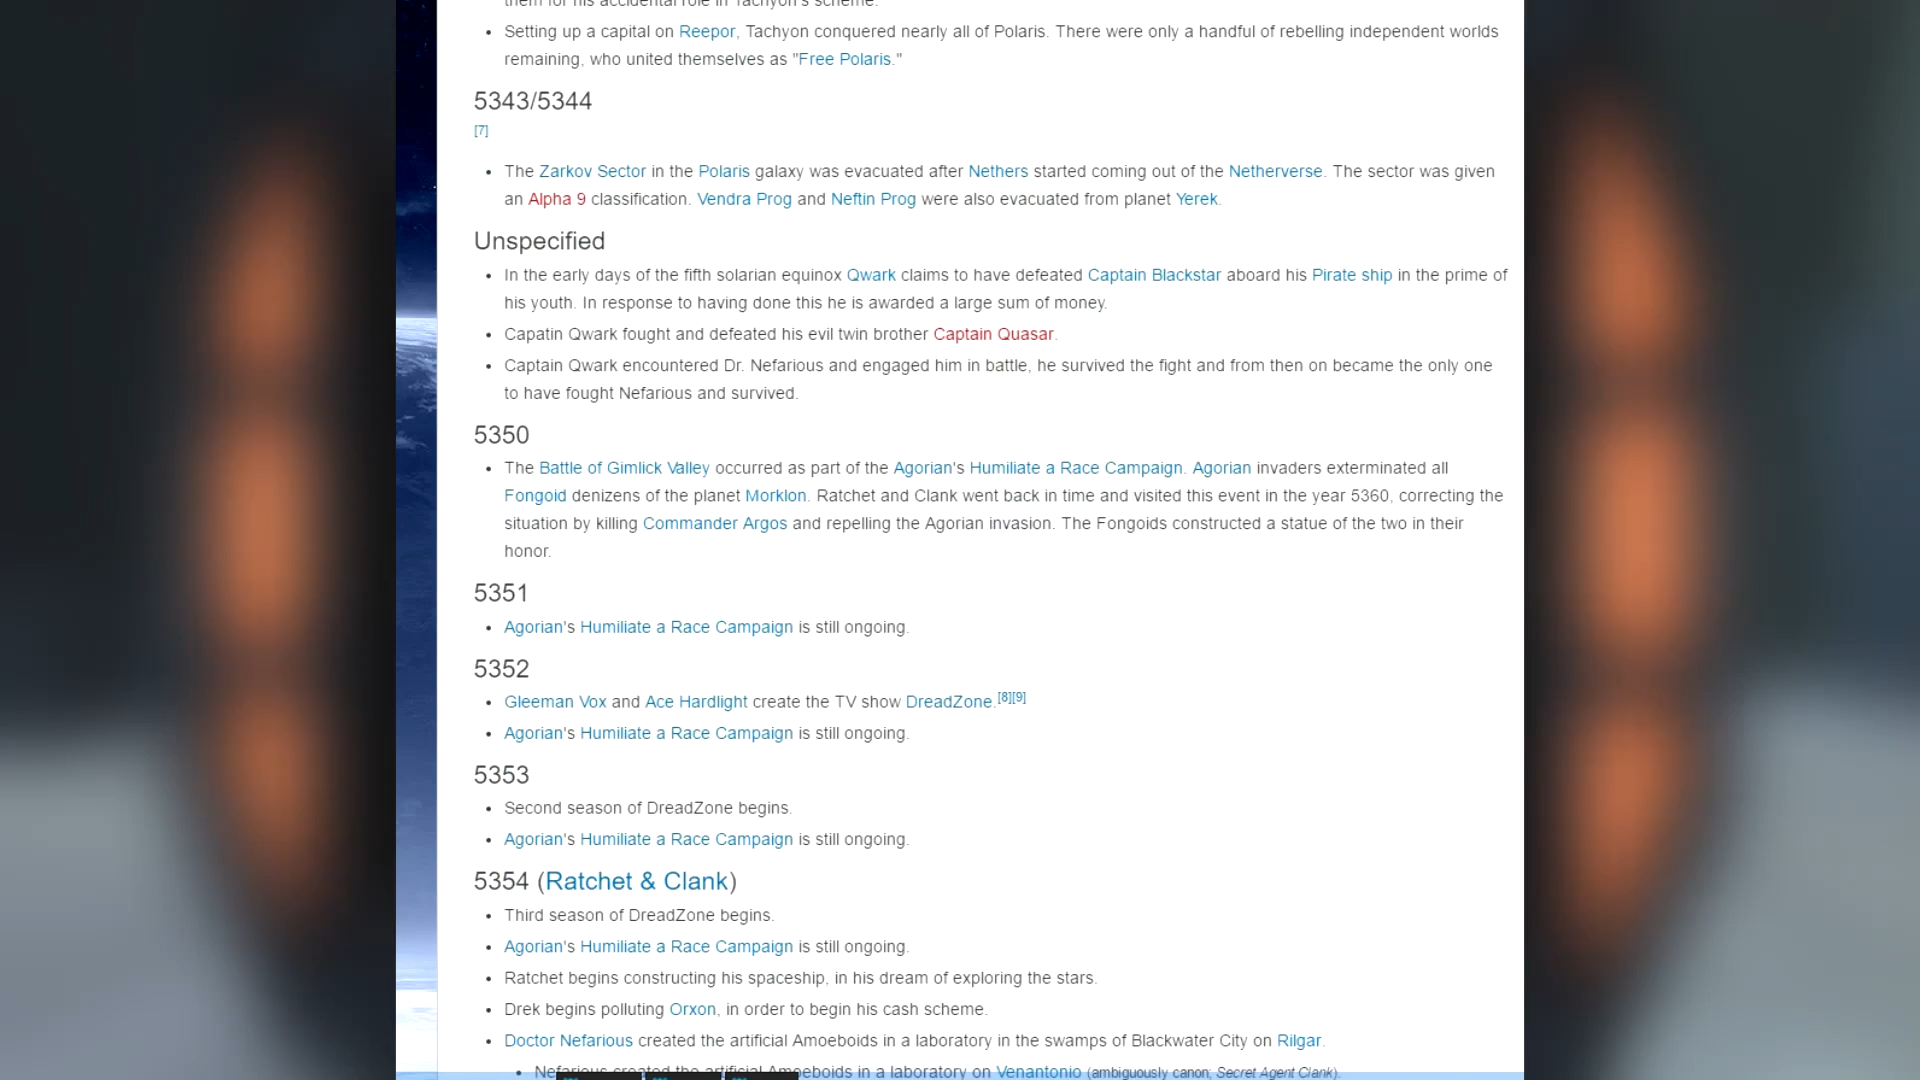 them for his accidental role in Tachyon's scheme.
• Setting up a capital on Reepor, Tachyon conquered nearly all of Polaris. There were only a handful of rebelling independent worlds
remaining, who united themselves as "Free Polaris."
5343/5344
[7]
• The Zarkov Sector in the Polaris galaxy was evacuated after Nethers started coming out of the Netherverse. The sector was given
an Alpha 9 classification. Vendra Prog and Neftin Prog were also evacuated from planet Yerek.
Unspecified
• In the early days of the fifth solarian equinox Qwark claims to have defeated Captain Blackstar aboard his Pirate ship in the prime of
his youth. In response to having done this he is awarded a large sum of money.
• Capatin Qwark fought and defeated his evil twin brother Captain Quasar.
• Captain Qwark encountered Dr. Nefarious and engaged him in battle, he survived the fight and from then on became the only one
to have fought Nefarious and survived.
5350
• The Battle of Gimlick Valley occurred as part of the Agorian's Humiliate a Race Campaign. Agorian invaders exterminated all
Fongoid denizens of the planet Morklon. Ratchet and Clank went back in time and visited this event in the year 5360, correcting the
situation by killing Commander Argos and repelling the Agorian invasion. The Fongoids constructed a statue of the two in their
honor.
5351
• Agorian's Humiliate a Race Campaign is still ongoing.
5352
• Gleeman Vox and Ace Hardlight create the TV show DreadZone.[8][9]
• Agorian's Humiliate a Race Campaign is still ongoing.
5353
• Second season of DreadZone begins.
• Agorian's Humiliate a Race Campaign is still ongoing.
5354 (Ratchet & Clank)
• Third season of DreadZone begins.
• Agorian's Humiliate a Race Campaign is still ongoing.
• Ratchet begins constructing his spaceship, in his dream of exploring the stars.
• Drek begins polluting Orxon, in order to begin his cash scheme.
• Doctor Nefarious created the artificial Amoeboids in a laboratory in the swamps of Blackwater City on Rilgar.
• Nefarious created the artificial Amoeboids in a laboratory on Venantonio (ambiguously canon; Secret Agent Clank).